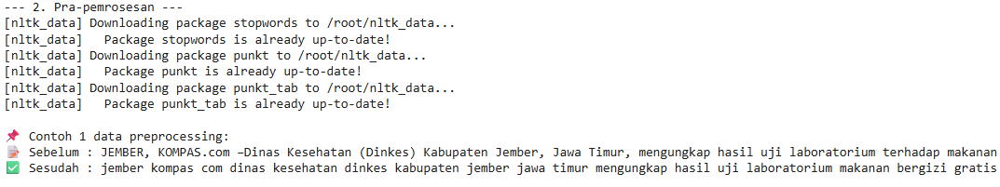 --- 2. Pra-pemrosesan ---
[nltk_data] Downloading package stopwords to /root/nltk_data...
[nltk_data]   Package stopwords is already up-to-date!
[nltk_data] Downloading package punkt to /root/nltk_data...
[nltk_data]   Package punkt is already up-to-date!
[nltk_data] Downloading package punkt_tab to /root/nltk_data...
[nltk_data]   Package punkt_tab is already up-to-date!
📌 Contoh 1 data preprocessing:
📝 Sebelum : JEMBER, KOMPAS.com –Dinas Kesehatan (Dinkes) Kabupaten Jember, Jawa Timur, mengungkap hasil uji laboratorium terhadap makanan
✅ Sesudah : jember kompas com dinas kesehatan dinkes kabupaten jember jawa timur mengungkap hasil uji laboratorium makanan bergizi gratis